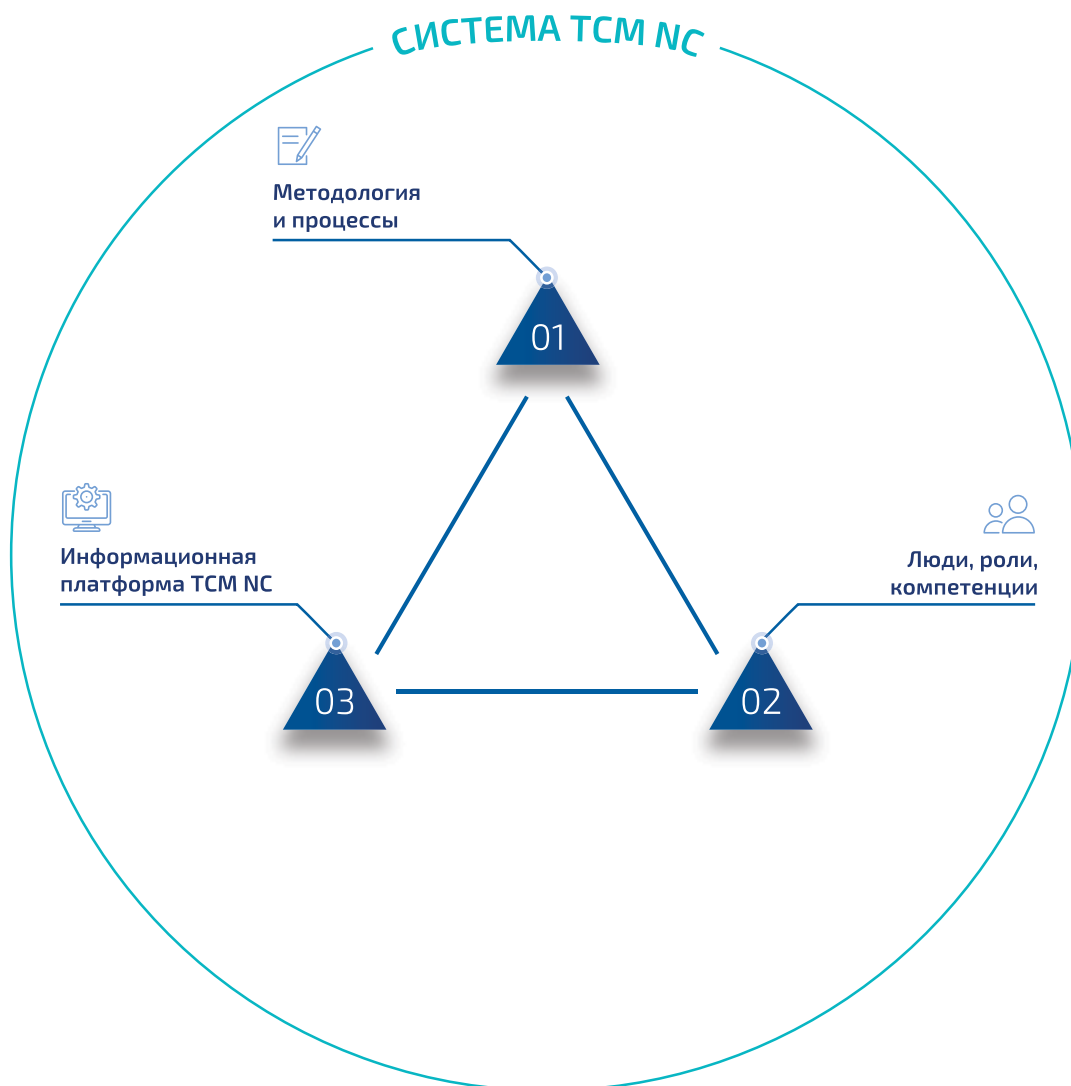 СИСТЕМА TCM NC
Методология
и процессы
01
Информационная
платформа TCM NC
Люди, роли,
компетенции
03
02